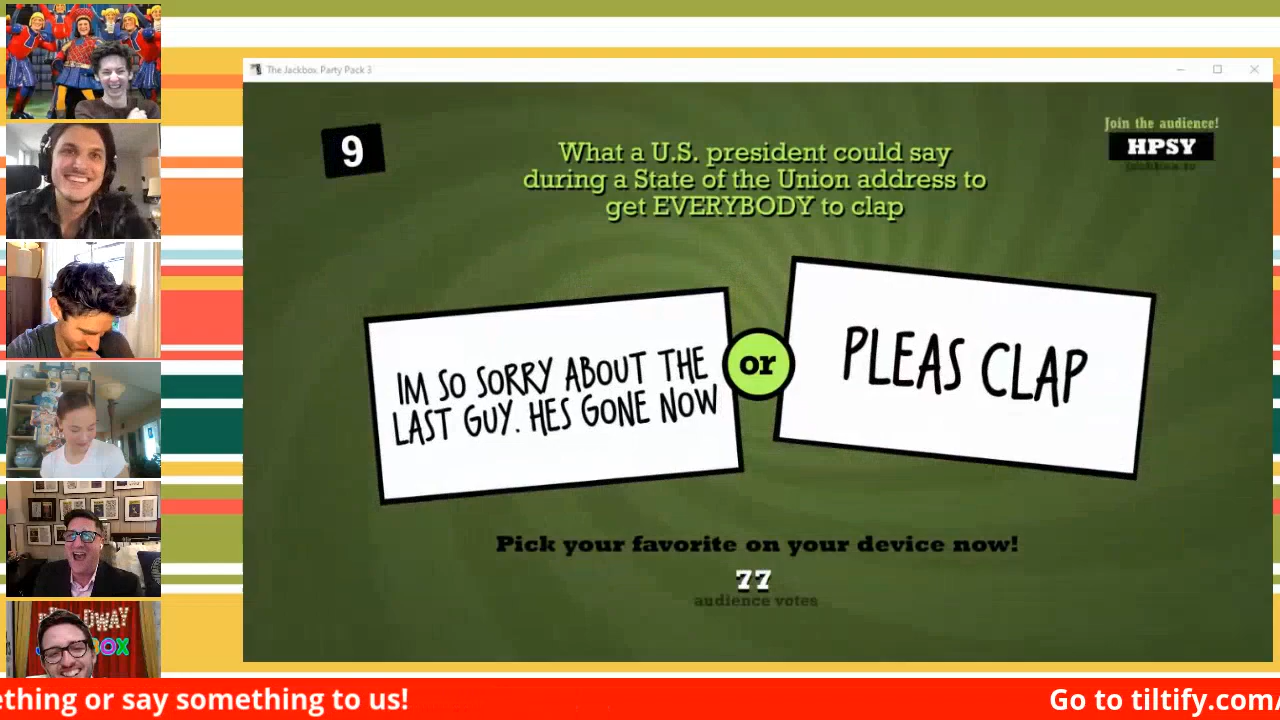 The Jackbox Party Pack 3
9
What a U.S. president could say
during a State of the Union address to
get EVERYBODY to clap
Join the audience!
HPSY
IM SO SORRY ABOUT THE
LAST GUY. HES GONE NOW
or
PLEAS CLAP
Pick your favorite on your device now!
77
audience votes
BOX
ething or say something to us!
Go to tiltify.com/